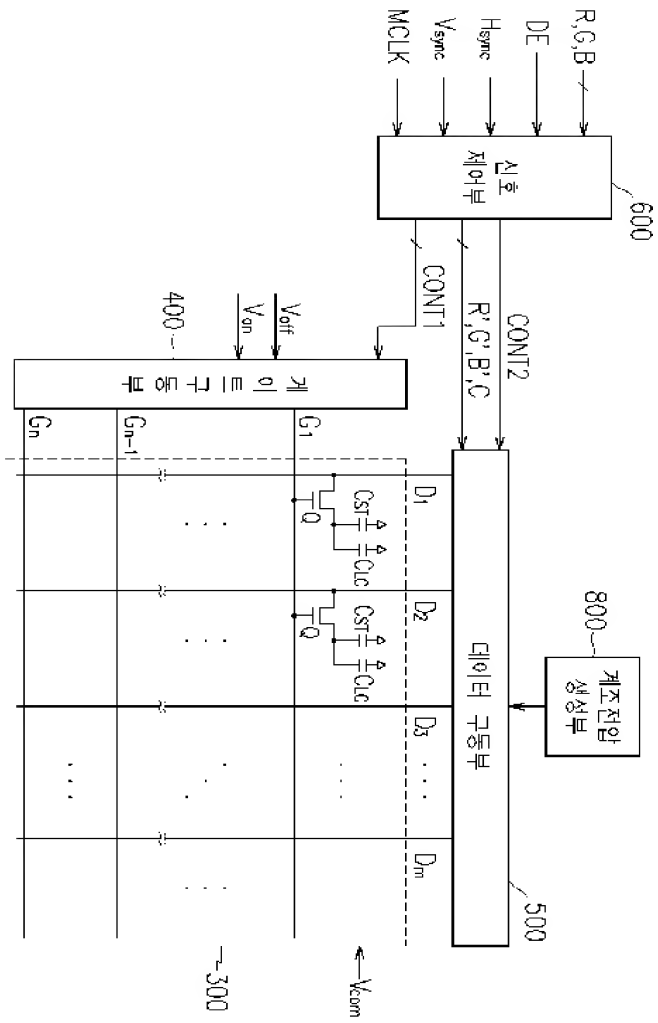 600
800
R,G,B
계조전압
생성부
DE
500
신호
제어부
CONT2
Hsync
R',G',B',C
데이터 구동부
Vsync
CONT1
MCLK
D1
D2
D3
· · ·
Dm
Vcom
CST
CLC
CST
CLC
Q
Q
G1
게이트 구동부
Voff
Von
300
400
Gn-1
Gn